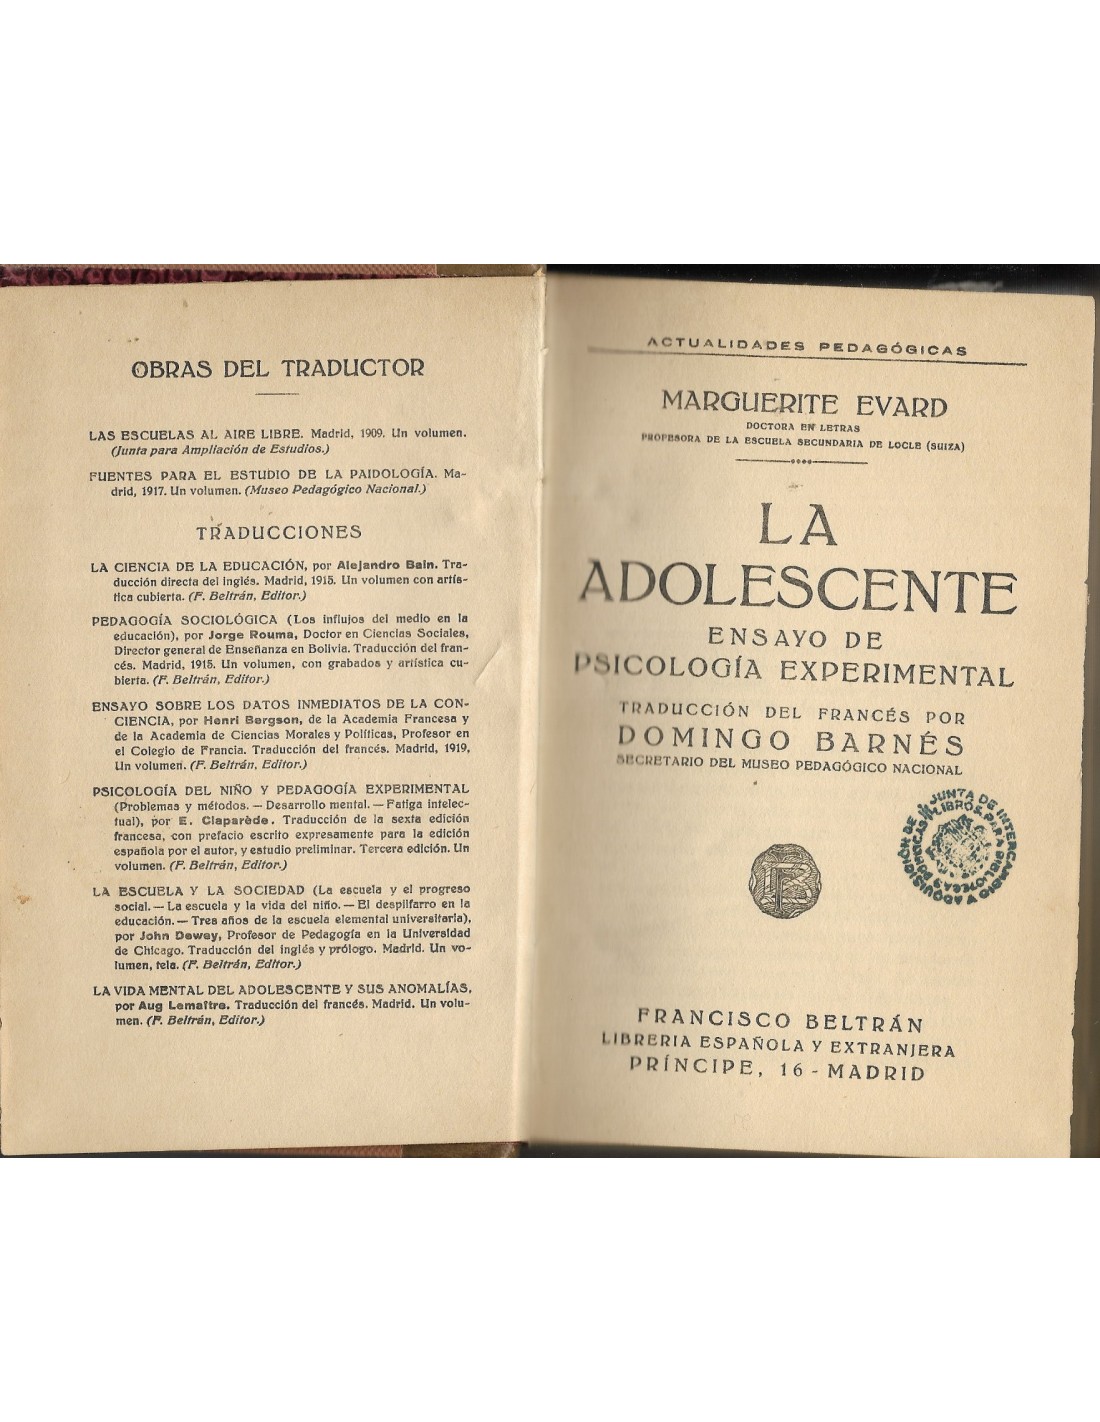 OBRAS DEL TRADUCTOR
LAS ESCUELAS AL AIRE LIBRE. Madrid, 1909. Un volumen.
(Junta para Ampliación de Estudios.)
FUENTES PARA EL ESTUDIO DE LA PAIDOLOGÍA. Ma-
drid, 1917. Un volumen. (Museo Pedagógico Nacional.)
TRADUCCIONES
LA CIENCIA DE LA EDUCACIÓN, por Alejandro Bain. Tra-
ducción directa del inglés. Madrid, 1915. Un volumen con artís-
tica cubierta. (F. Beltrán, Editor.)
PEDAGOGÍA SOCIOLÓGICA (Los influjos del medio en la
educación), por Jorge Rouma, Doctor en Ciencias Sociales,
Director general de Enseñanza en Bolivia. Traducción del fran-
cés. Madrid, 1915. Un volumen, con grabados y artística cu-
bierta. (F. Beltrán, Editor.)
ENSAYO SOBRE LOS DATOS INMEDIATOS DE LA CON-
CIENCIA, por Henri Bergson, de la Academia Francesa y
de la Academia de Ciencias Morales y Políticas, Profesor en
el Colegio de Francia. Traducción del francés. Madrid, 1919,
Un volumen. (F. Beltrán, Editor.)
PSICOLOGÍA DEL NIÑO Y PEDAGOGÍA EXPERIMENTAL
(Problemas y métodos. — Desarrollo mental. — Fatiga intelec-
tual), por E. Claparède. Traducción de la sexta edición
francesa, con prefacio escrito expresamente para la edición
española por el autor, y estudio preliminar. Tercera edición. Un
volumen. (F. Beltrán, Editor.)
LA ESCUELA Y LA SOCIEDAD (La escuela y el progreso
social. — La escuela y la vida del niño. — El despilfarro en la
educación. — Tres años de la escuela elemental universitaria),
por John Dewey, Profesor de Pedagogía en la Universidad
de Chicago. Traducción del inglés y prólogo. Madrid. Un vo-
lumen, tela. (F. Beltrán, Editor.)
LA VIDA MENTAL DEL ADOLESCENTE Y SUS ANOMALÍAS,
por Aug Lemaître. Traducción del francés. Madrid. Un volu-
men. (F. Beltrán, Editor.)
ACTUALIDADES PEDAGÓGICAS
MARGUERITE EVARD
DOCTORA EN LETRAS
PROFESORA DE LA ESCUELA SECUNDARIA DE LOCLE (SUIZA)
LA
ADOLESCENTE
ENSAYO DE
PSICOLOGÍA EXPERIMENTAL
TRADUCCIÓN DEL FRANCÉS POR
DOMINGO BARNÉS
SECRETARIO DEL MUSEO PEDAGÓGICO NACIONAL
JUNTA DE INTERCAMBIO Y ADQUISICIÓN DE
LIBROS PARA BIBLIOTECAS PÚBLICAS
FB
FRANCISCO BELTRÁN
LIBRERIA ESPAÑOLA Y EXTRANJERA
PRÍNCIPE, 16 - MADRID